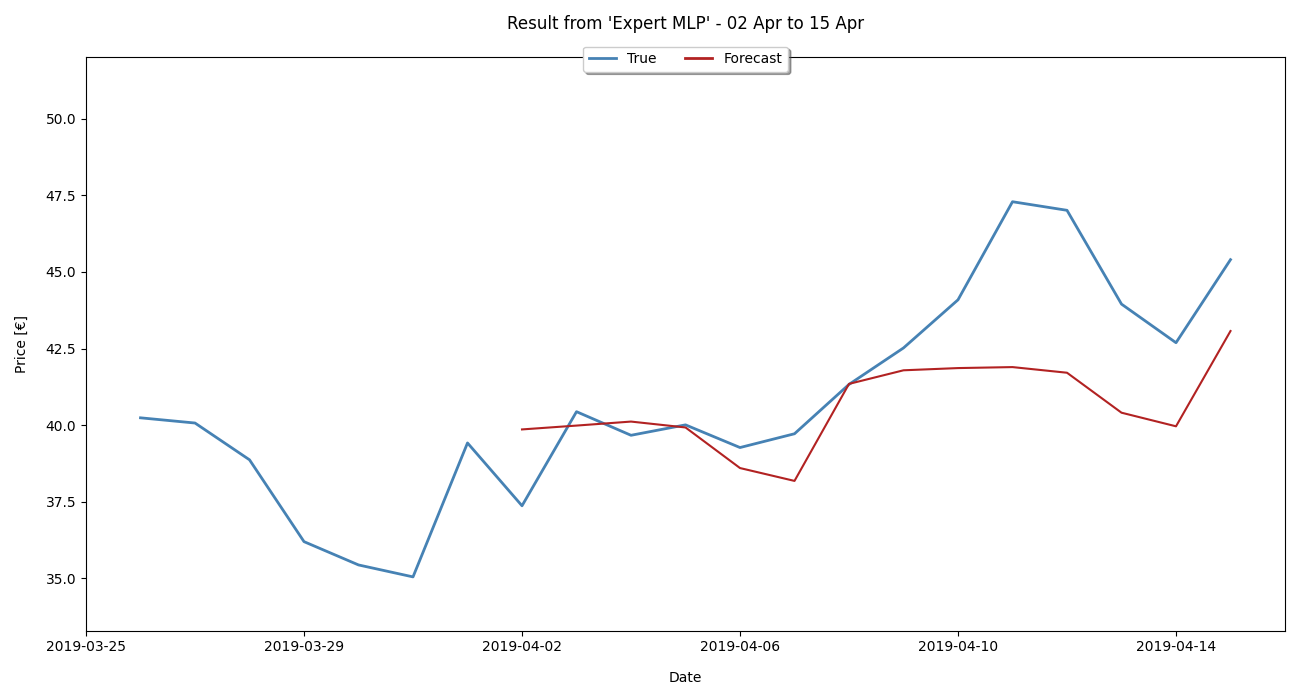 Result from 'Expert MLP' - 02 Apr to 15 Apr
True Forecast
50.0
47.5
45.0
42.5
40.0
37.5
35.0
Price [€]
2019-03-25 2019-03-29 2019-04-02 2019-04-06 2019-04-10 2019-04-14
Date